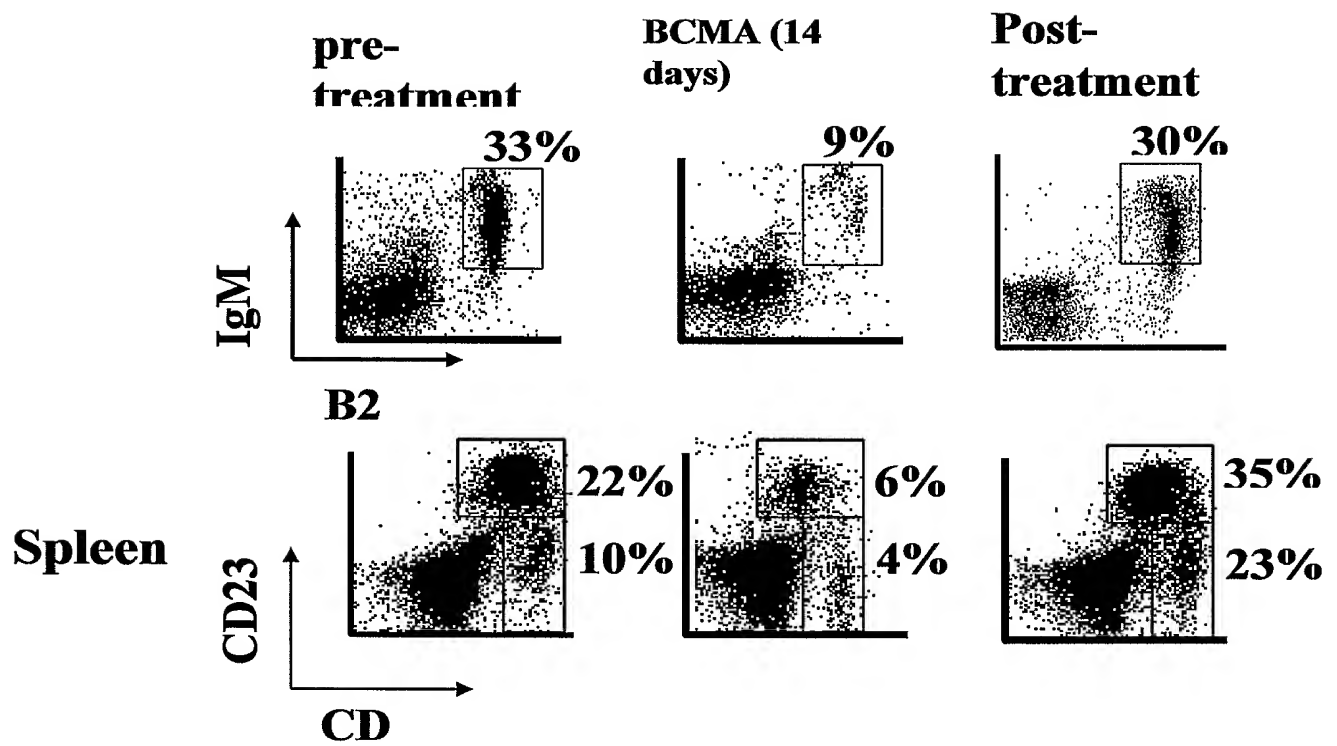 pre-
treatment
BCMA (14
days)
Post-
treatment
33%
9%
30%
IgM
B2
22%
6%
35%
Spleen
10%
4%
23%
CD23
CD